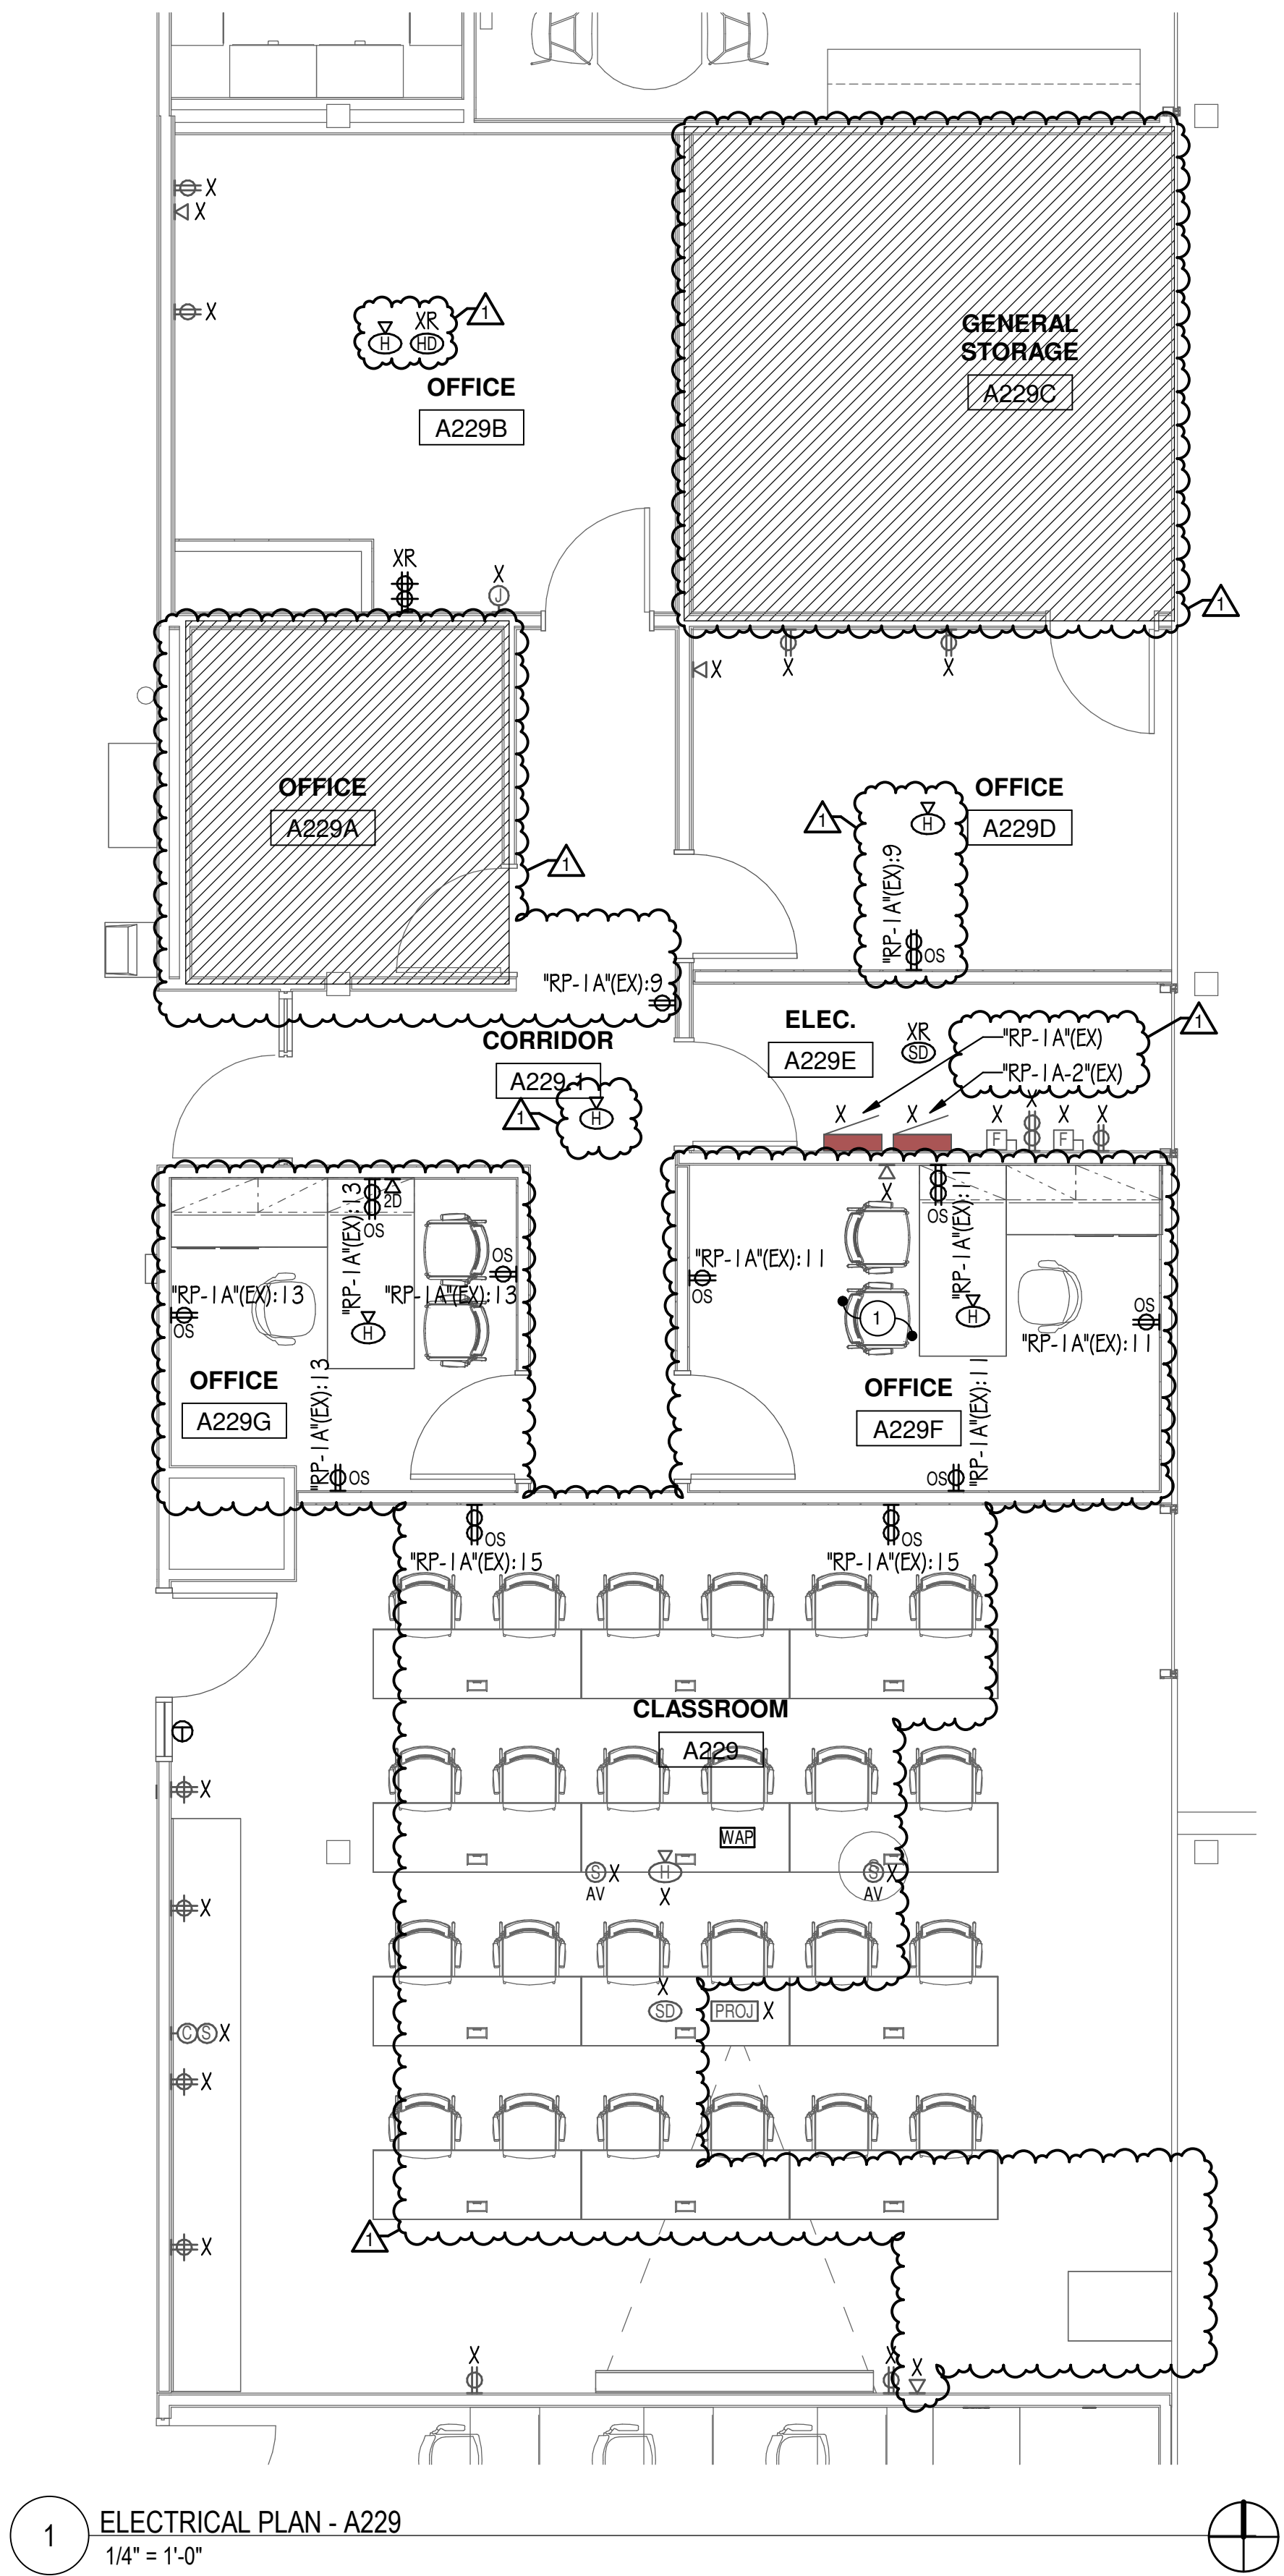 X
X
X
XR
1
H
HD
OFFICE
A229B
GENERAL
STORAGE
A229C
XR
X
J
1
X
X
X
OFFICE
A229A
1
1
H
OFFICE
A229D
"RP-1A"(EX):9
OS
"RP-1A"(EX):9
CORRIDOR
A229.1
1
H
ELEC.
A229E
XR
SD
1
"RP-1A"(EX)
"RP-1A-2"(EX)
X
X
X
X
X
X
F
F
"RP-1A"(EX):13
2D
OS
OS
"RP-1A"(EX):13
"RP-1A"(EX):13
OS
H
OFFICE
A229G
"RP-1A"(EX):13
OS
X
OS
"RP-1A"(EX):11
"RP-1A"(EX):11
OS
1
H
OS
"RP-1A"(EX):11
OFFICE
A229F
"RP-1A"(EX):11
OS
OS
OS
"RP-1A"(EX):15
"RP-1A"(EX):15
CLASSROOM
A229
T
X
WAP
S X
H
S X
AV
X
AV
X
X
SD
PROJ X
C S X
X
1
X
X
X
X
1
ELECTRICAL PLAN - A229
1/4" = 1'-0"